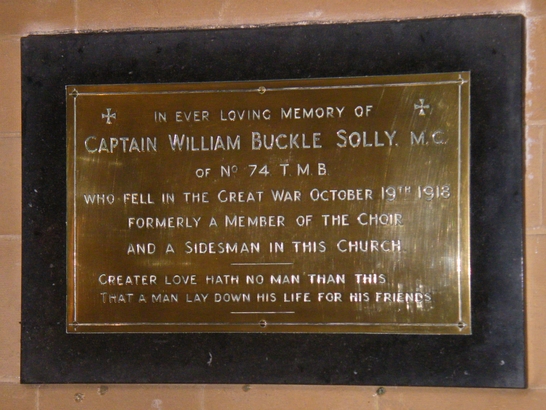 IN EVER LOVING MEMORY OF
CAPTAIN WILLIAM BUCKLE SOLLY. M.C.
OF NO 74 T.M.B.
WHO FELL IN THE GREAT WAR OCTOBER 19TH 1918
FORMERLY A MEMBER OF THE CHOIR
AND A SIDESMAN IN THIS CHURCH
GREATER LOVE HATH NO MAN THAN THIS
THAT A MAN LAY DOWN HIS LIFE FOR HIS FRIENDS